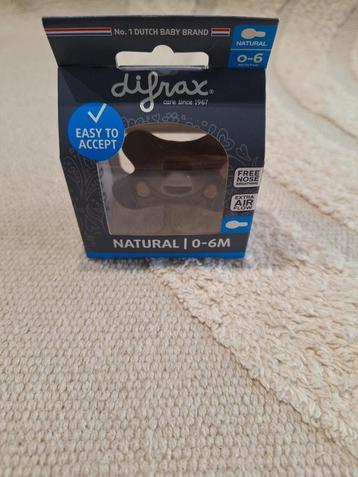 No. 1 DUTCH BABY BRAND
NATURAL
0-6
difrax®
care since 1967
EASY TO
ACCEPT
FREE
NOSE
BREATHING
EXTRA
AIR
FLOW
NATURAL | 0-6M